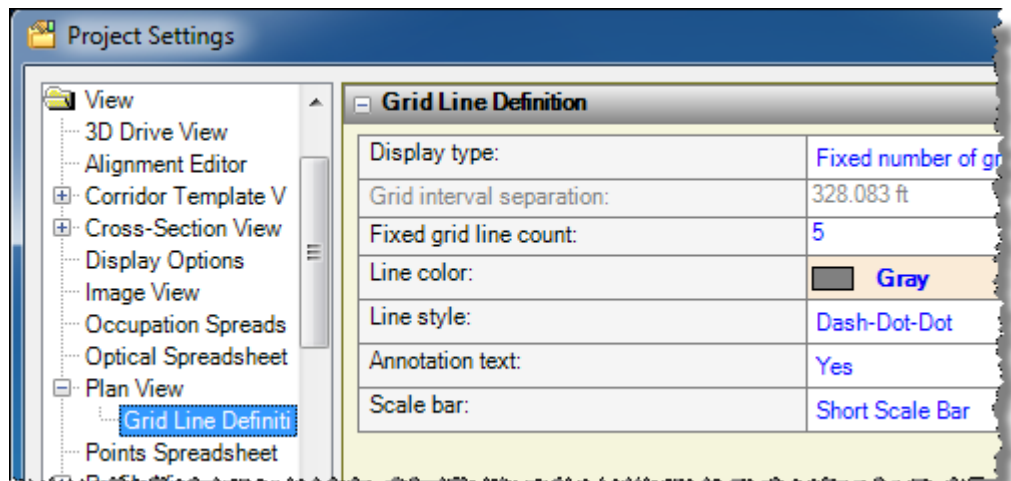 Project Settings
View
3D Drive View
Alignment Editor
Corridor Template V
Cross-Section View
Display Options
Image View
Occupation Spreads
Optical Spreadsheet
Plan View
Grid Line Definiti
Points Spreadsheet
Grid Line Definition
Display type: Fixed number of gr
Grid interval separation: 328.083 ft
Fixed grid line count: 5
Line color: Gray
Line style: Dash-Dot-Dot
Annotation text: Yes
Scale bar: Short Scale Bar